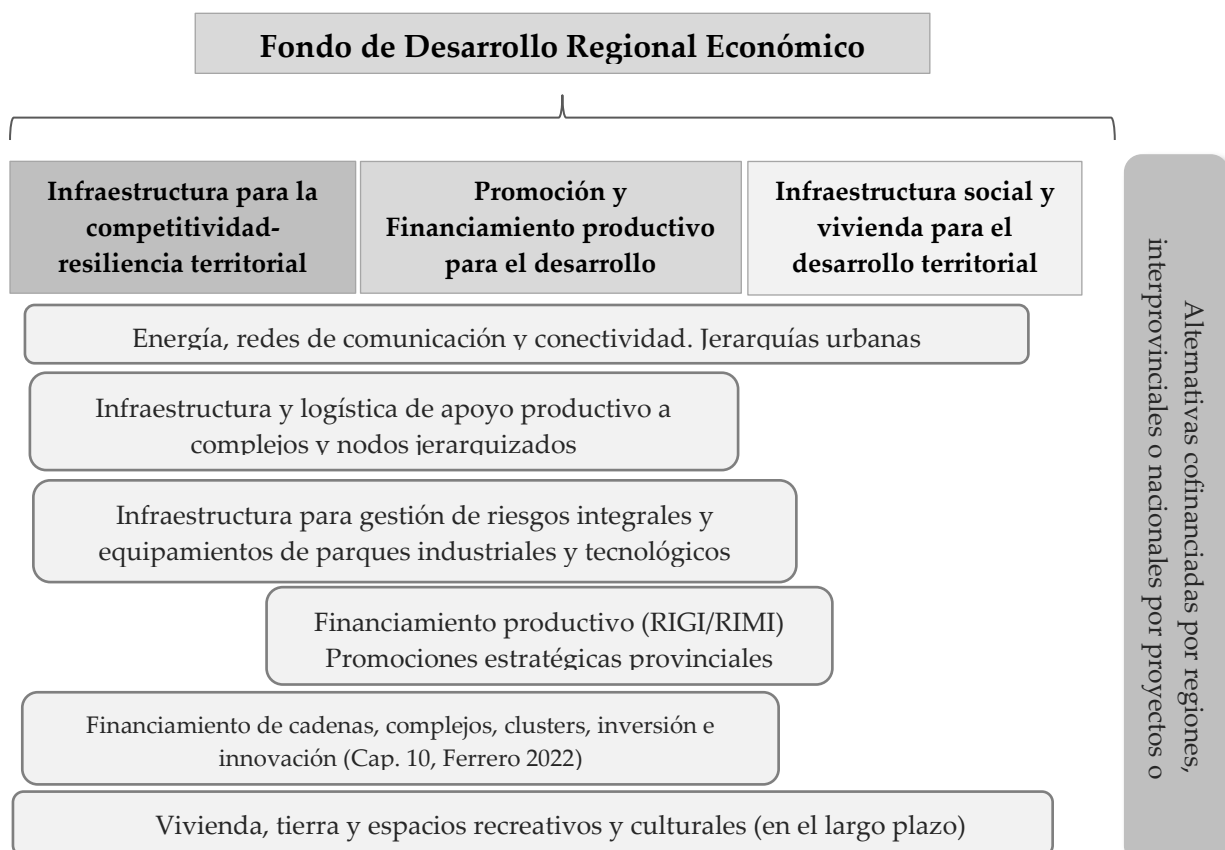 Fondo de Desarrollo Regional Económico
Infraestructura para la
competitividad-
resiliencia territorial
Promoción y
Financiamiento productivo
para el desarrollo
Infraestructura social y
vivienda para el
desarrollo territorial
Energía, redes de comunicación y conectividad. Jerarquías urbanas
Infraestructura y logística de apoyo productivo a
complejos y nodos jerarquizados
Infraestructura para gestión de riesgos integrales y
equipamientos de parques industriales y tecnológicos
Financiamiento productivo (RIGI/RIMI)
Promociones estratégicas provinciales
Financiamiento de cadenas, complejos, clusters, inversión e
innovación (Cap. 10, Ferrero 2022)
Vivienda, tierra y espacios recreativos y culturales (en el largo plazo)
Alternativas cofinanciadas por regiones,
interprovinciales o nacionales por proyectos o